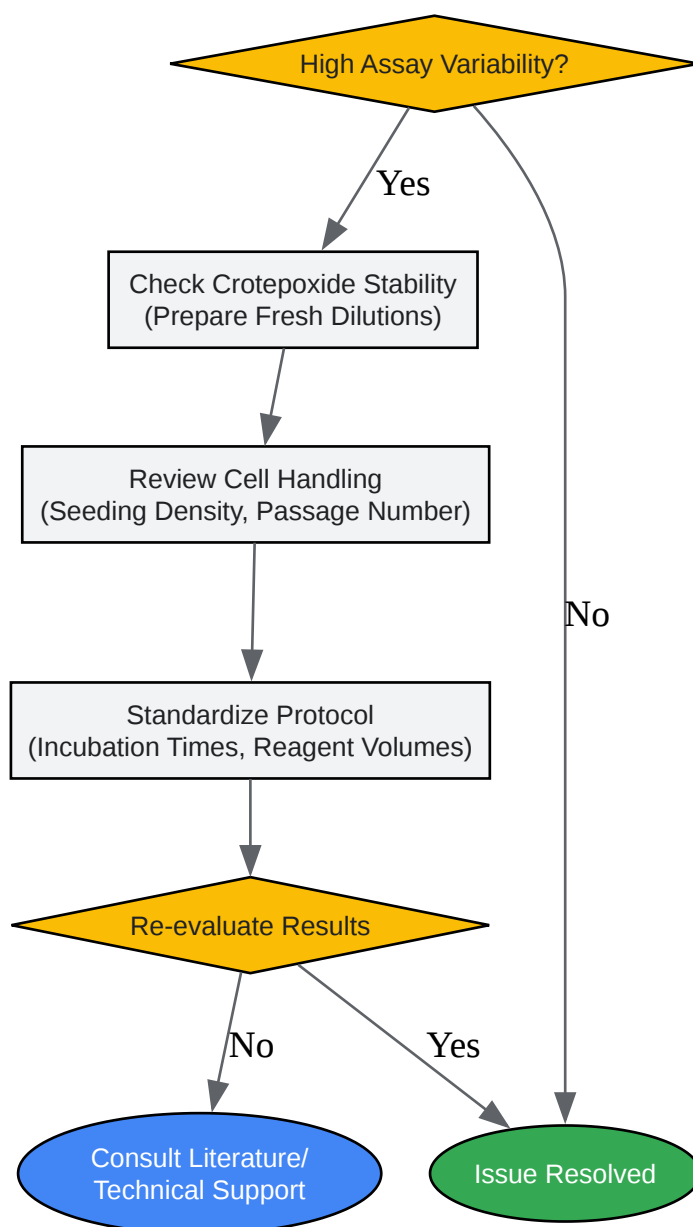 High Assay Variability?
Yes
Check Crotepoxide Stability
(Prepare Fresh Dilutions)
Review Cell Handling
(Seeding Density, Passage Number)
No
Standardize Protocol
(Incubation Times, Reagent Volumes)
Re-evaluate Results
No
Yes
Consult Literature/
Technical Support
Issue Resolved